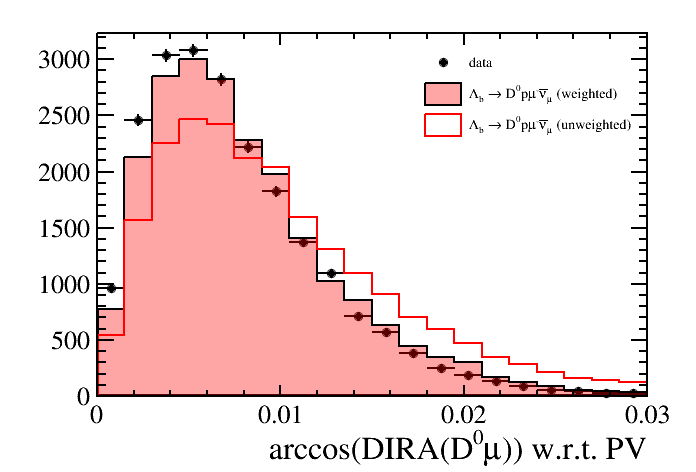 3000
2500
2000
1500
1000
500
0
data
Λb → D0pμ ν̅μ (weighted)
Λb → D0pμ ν̅μ (unweighted)
0 0.01 0.02 0.03
arccos(DIRA(D0μ)) w.r.t. PV